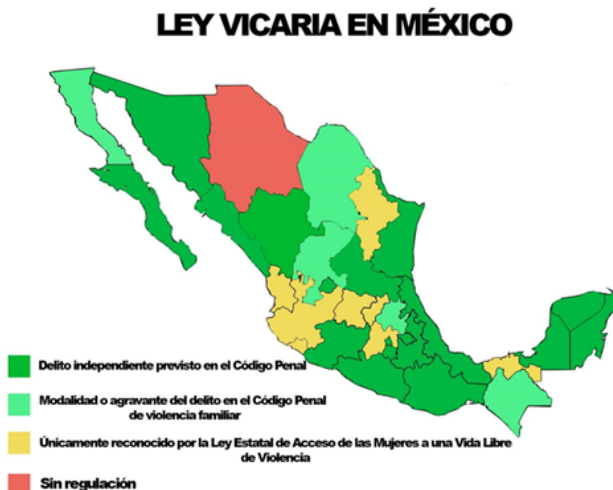 LEY VICARIA EN MÉXICO
Delito independiente previsto en el Código Penal
Modalidad o agravante del delito en el Código Penal
de violencia familiar
Únicamente reconocido por la Ley Estatal de Acceso de las Mujeres a una Vida Libre
de Violencia
Sin regulación